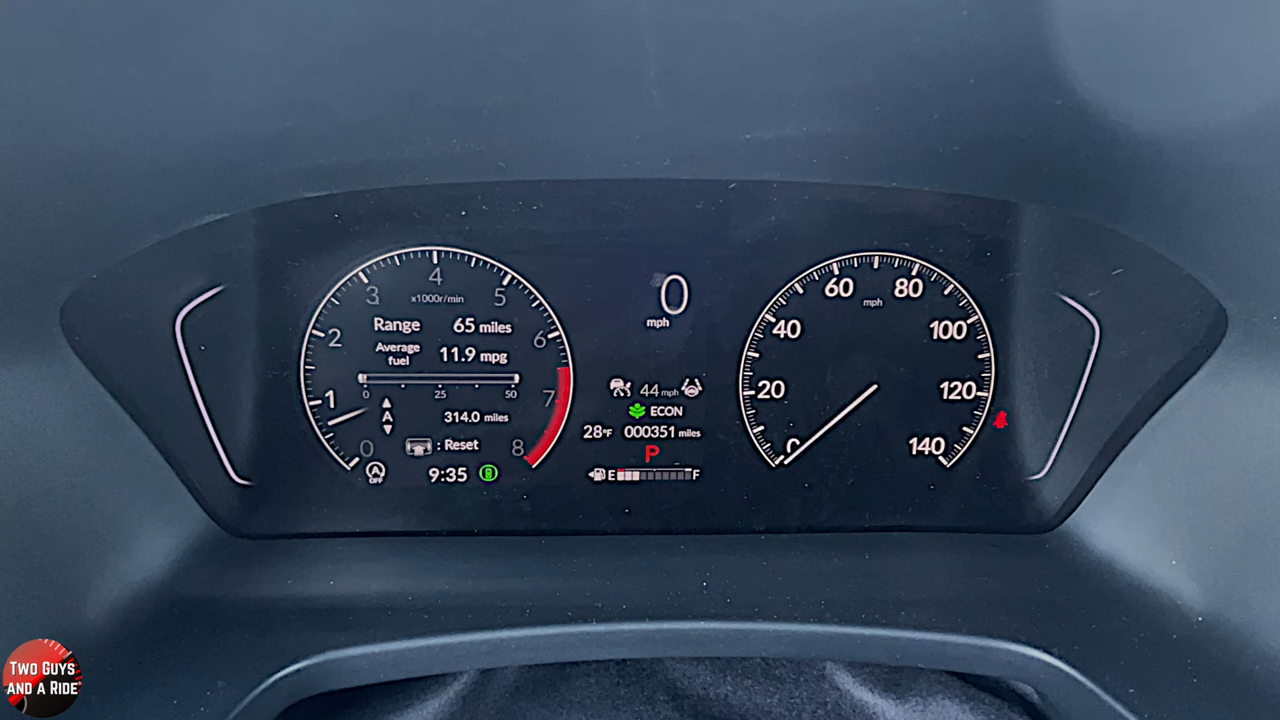 4
3
5
x1000r/min
2
6
Range 65 miles
Average
fuel
11.9 mpg
0 25 50
1
7
A
314.0 miles
: Reset
0
8
A
OFF
9:35
0
mph
44 mph
ECON
28°F 000351 miles
P
E F
60 80
mph
40 100
20 120
0 140
TWO GUYS
AND A RIDE